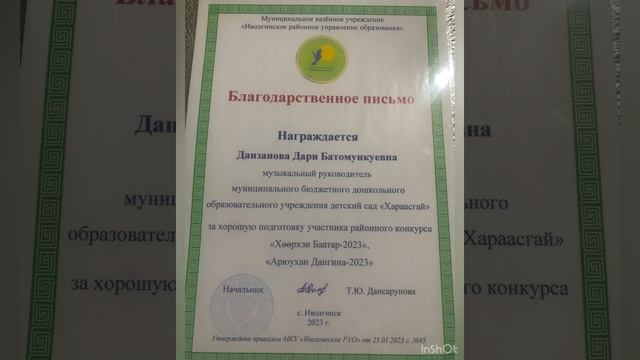 Муниципальное казённое учреждение
«Иволгинское районное управление образования»
Благодарственное письмо
Награждается
Данзанова Дари Батомункуевна
музыкальный руководитель
муниципального бюджетного дошкольного
образовательного учреждения детский сад «Хараасгай»
за хорошую подготовку участника районного конкурса
«Хөөрхэн Баатар-2023»,
«Арюухан Дангина-2023»
Начальник Т.Ю. Дансарунова
с. Иволгинск
2023 г.
Утверждено приказом МКУ «Иволгинское РУО» от 25.01.2023 г. №85
InShOt